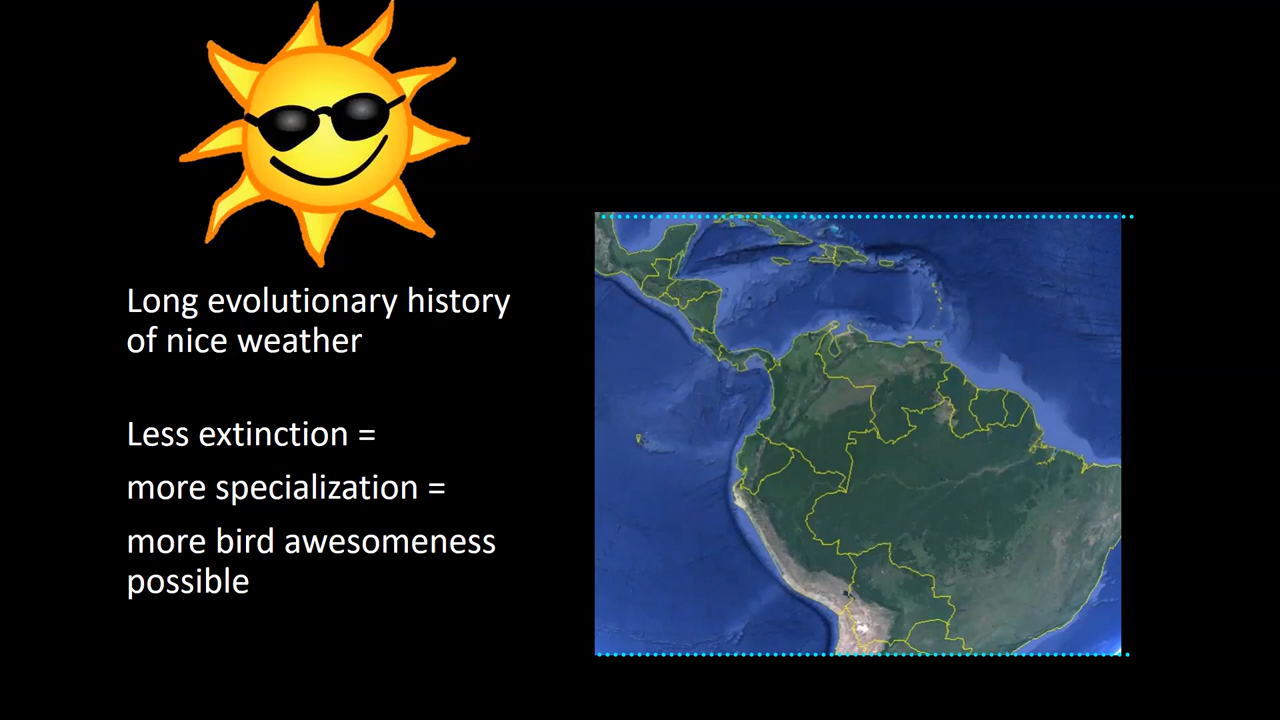 Long evolutionary history
of nice weather
Less extinction =
more specialization =
more bird awesomeness
possible